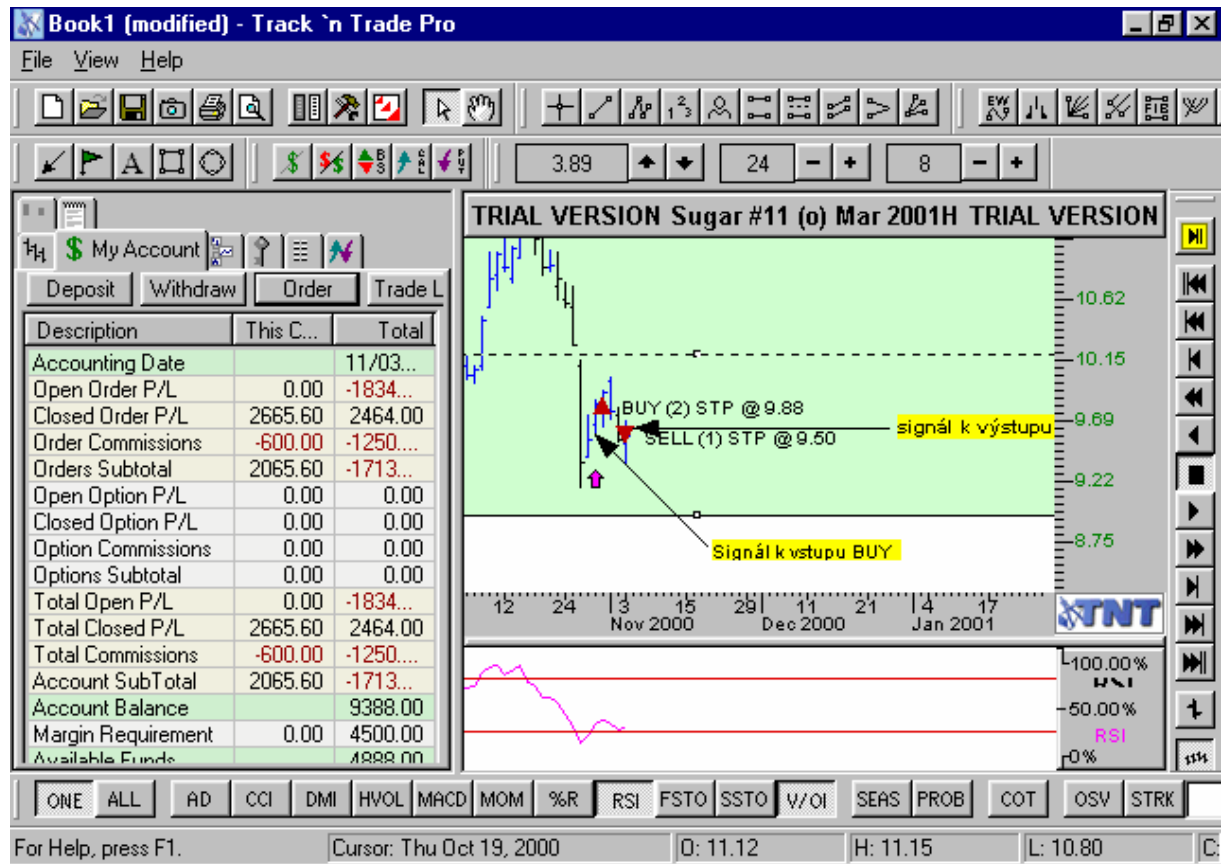 Book1 (modified) - Track `n Trade Pro
File View Help
3.89 24 8
My Account
Deposit Withdraw Order Trade L
Description This C... Total
Accounting Date 11/03...
Open Order P/L 0.00 -1834...
Closed Order P/L 2665.60 2464.00
Order Commissions -600.00 -1250....
Orders Subtotal 2065.60 -1713...
Open Option P/L 0.00 0.00
Closed Option P/L 0.00 0.00
Option Commissions 0.00 0.00
Options Subtotal 0.00 0.00
Total Open P/L 0.00 -1834...
Total Closed P/L 2665.60 2464.00
Total Commissions -600.00 -1250....
Account SubTotal 2065.60 -1713...
Account Balance 9388.00
Margin Requirement 0.00 4500.00
Available Funds 4888.00
TRIAL VERSION Sugar #11 (o) Mar 2001H TRIAL VERSION
10.62
10.15
9.69
9.22
8.75
BUY (2) STP @ 9.88
signál k výstupu
SELL (1) STP @ 9.50
Signál k vstupu BUY
12 24 3 15 29 11 21 4 17
Nov 2000 Dec 2000 Jan 2001
TNT
100.00%
RSI
50.00%
RSI
0%
ONE ALL AD CCI DMI HVOL MACD MOM %R RSI FSTO SSTO V/OI SEAS PROB COT OSV STRK
For Help, press F1. Cursor: Thu Oct 19, 2000 O: 11.12 H: 11.15 L: 10.80 C: